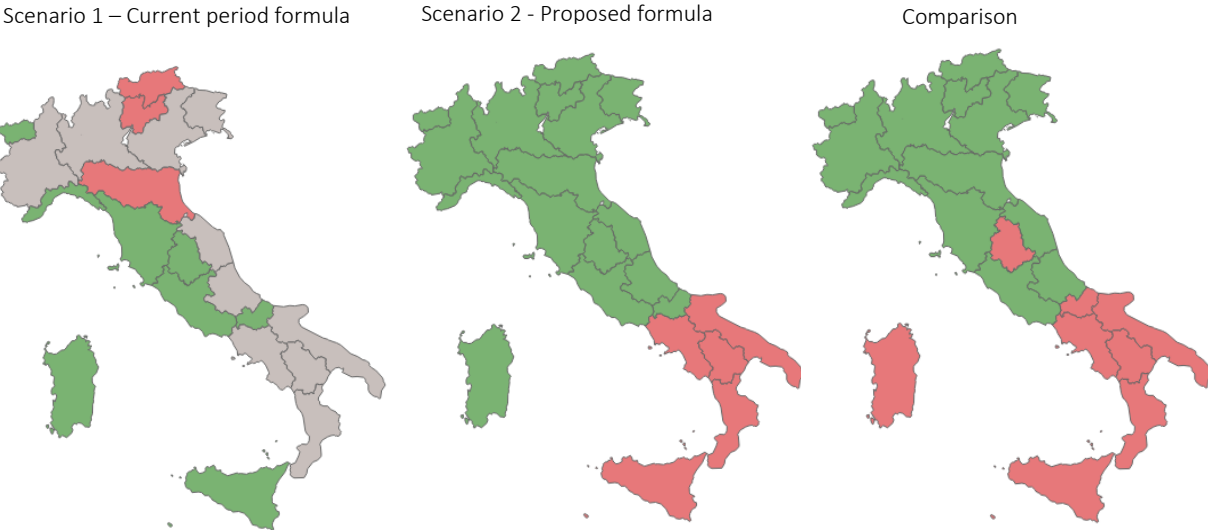 Scenario 1 – Current period formula
Scenario 2 - Proposed formula
Comparison